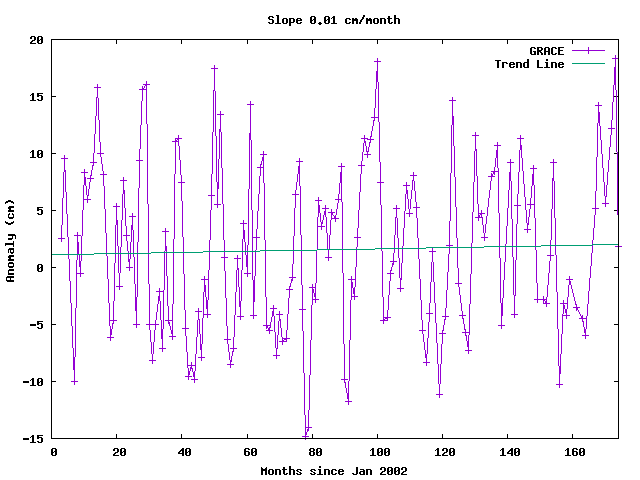 Slope 0.01 cm/month
GRACE
Trend Line
20
15
10
5
0
-5
-10
-15
Anomaly (cm)
0 20 40 60 80 100 120 140 160
Months since Jan 2002